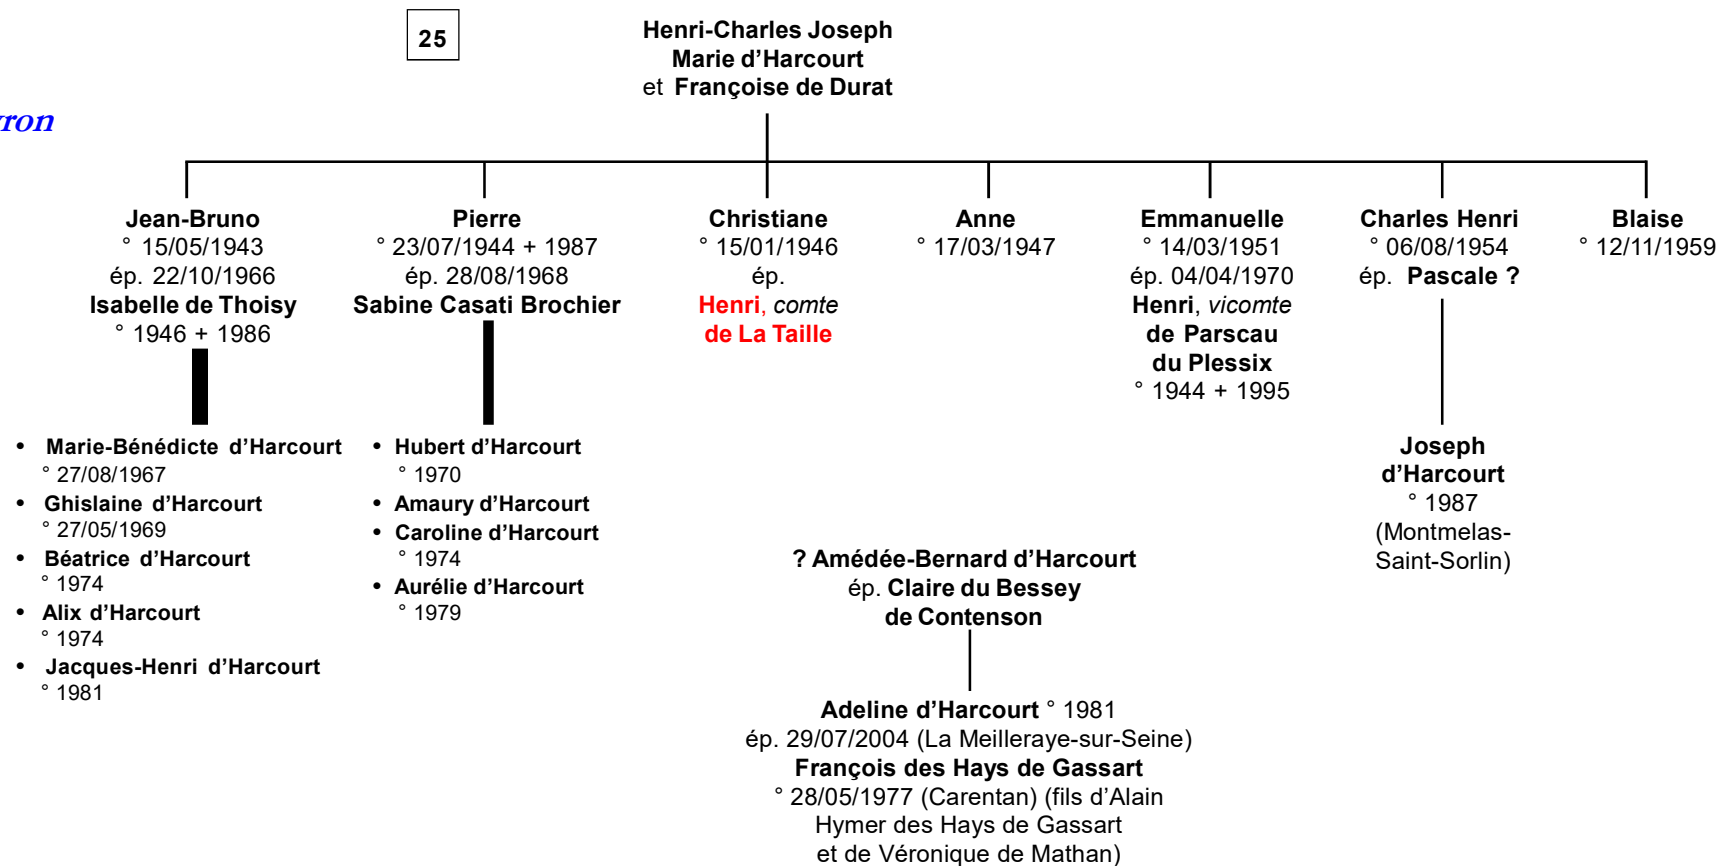 25
Henri-Charles Joseph
Marie d’Harcourt
et Françoise de Durat
ron
Jean-Bruno
° 15/05/1943
ép. 22/10/1966
Isabelle de Thoisy
° 1946 + 1986
Pierre
° 23/07/1944 + 1987
ép. 28/08/1968
Sabine Casati Brochier
Christiane
° 15/01/1946
ép.
Henri, comte
de La Taille
Anne
° 17/03/1947
Emmanuelle
° 14/03/1951
ép. 04/04/1970
Henri, vicomte
de Parscau
du Plessix
° 1944 + 1995
Charles Henri
° 06/08/1954
ép. Pascale ?
Blaise
° 12/11/1959
• Marie-Bénédicte d’Harcourt
° 27/08/1967
• Ghislaine d’Harcourt
° 27/05/1969
• Béatrice d’Harcourt
° 1974
• Alix d’Harcourt
° 1974
• Jacques-Henri d’Harcourt
° 1981
• Hubert d’Harcourt
° 1970
• Amaury d’Harcourt
• Caroline d’Harcourt
° 1974
• Aurélie d’Harcourt
° 1979
Joseph
d’Harcourt
° 1987
(Montmelas-
Saint-Sorlin)
? Amédée-Bernard d’Harcourt
ép. Claire du Bessey
de Contenson
Adeline d’Harcourt ° 1981
ép. 29/07/2004 (La Meilleraye-sur-Seine)
François des Hays de Gassart
° 28/05/1977 (Carentan) (fils d’Alain
Hymer des Hays de Gassart
et de Véronique de Mathan)